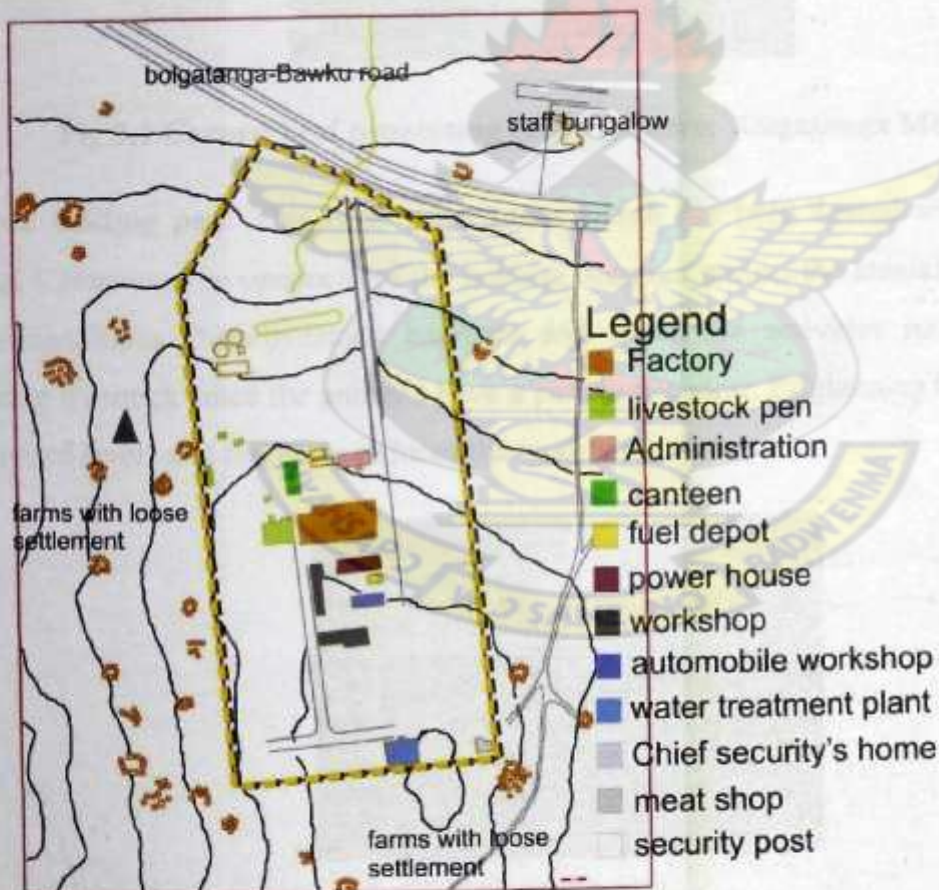 bolgatanga-Bawku road
staff bungalow
Legend
Factory
livestock pen
Administration
farms with loose
settlement
canteen
fuel depot
power house
workshop
automobile workshop
water treatment plant
Chief security's home
meat shop
farms with loose
settlement
security post